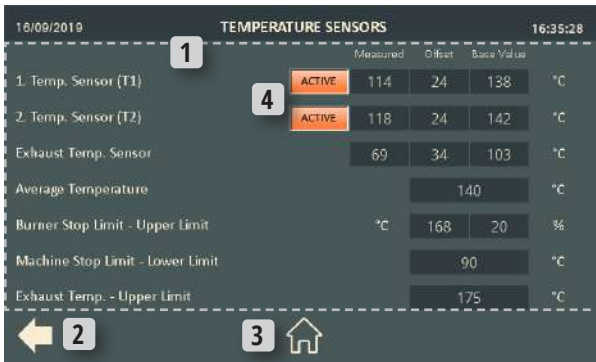 16/09/2019 TEMPERATURE SENSORS 16:35:28
1
Measured Offset Base Value
1. Temp. Sensor (T1) ACTIVE 114 24 138 °C
4
2. Temp. Sensor (T2) ACTIVE 118 24 142 °C
Exhaust Temp. Sensor 69 34 103 °C
Average Temperature 140 °C
Burner Stop Limit - Upper Limit °C 168 20 %
Machine Stop Limit - Lower Limit 90 °C
Exhaust Temp. - Upper Limit 175 °C
2 3